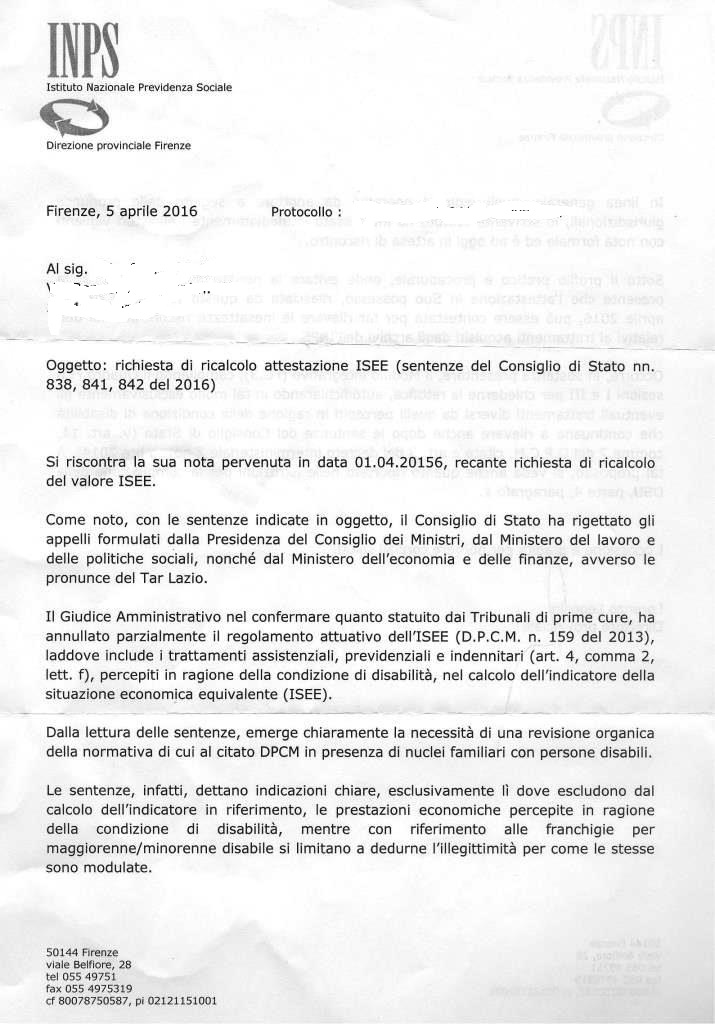 INPS
Istituto Nazionale Previdenza Sociale
Direzione provinciale Firenze
Firenze, 5 aprile 2016 Protocollo :
Al sig.
Oggetto: richiesta di ricalcolo attestazione ISEE (sentenze del Consiglio di Stato nn.
838, 841, 842 del 2016)
Si riscontra la sua nota pervenuta in data 01.04.20156, recante richiesta di ricalcolo
del valore ISEE.
Come noto, con le sentenze indicate in oggetto, il Consiglio di Stato ha rigettato gli
appelli formulati dalla Presidenza del Consiglio dei Ministri, dal Ministero del lavoro e
delle politiche sociali, nonché dal Ministero dell'economia e delle finanze, avverso le
pronunce del Tar Lazio.
Il Giudice Amministrativo nel confermare quanto statuito dai Tribunali di prime cure, ha
annullato parzialmente il regolamento attuativo dell'ISEE (D.P.C.M. n. 159 del 2013),
laddove include i trattamenti assistenziali, previdenziali e indennitari (art. 4, comma 2,
lett. f), percepiti in ragione della condizione di disabilità, nel calcolo dell'indicatore della
situazione economica equivalente (ISEE).
Dalla lettura delle sentenze, emerge chiaramente la necessità di una revisione organica
della normativa di cui al citato DPCM in presenza di nuclei familiari con persone disabili.
Le sentenze, infatti, dettano indicazioni chiare, esclusivamente lì dove escludono dal
calcolo dell'indicatore in riferimento, le prestazioni economiche percepite in ragione
della condizione di disabilità, mentre con riferimento alle franchigie per
maggiorenne/minorenne disabile si limitano a dedurne l'illegittimità per come le stesse
sono modulate.
50144 Firenze
viale Belfiore, 28
tel 055 49751
fax 055 4975319
cf 80078750587, pi 02121151001